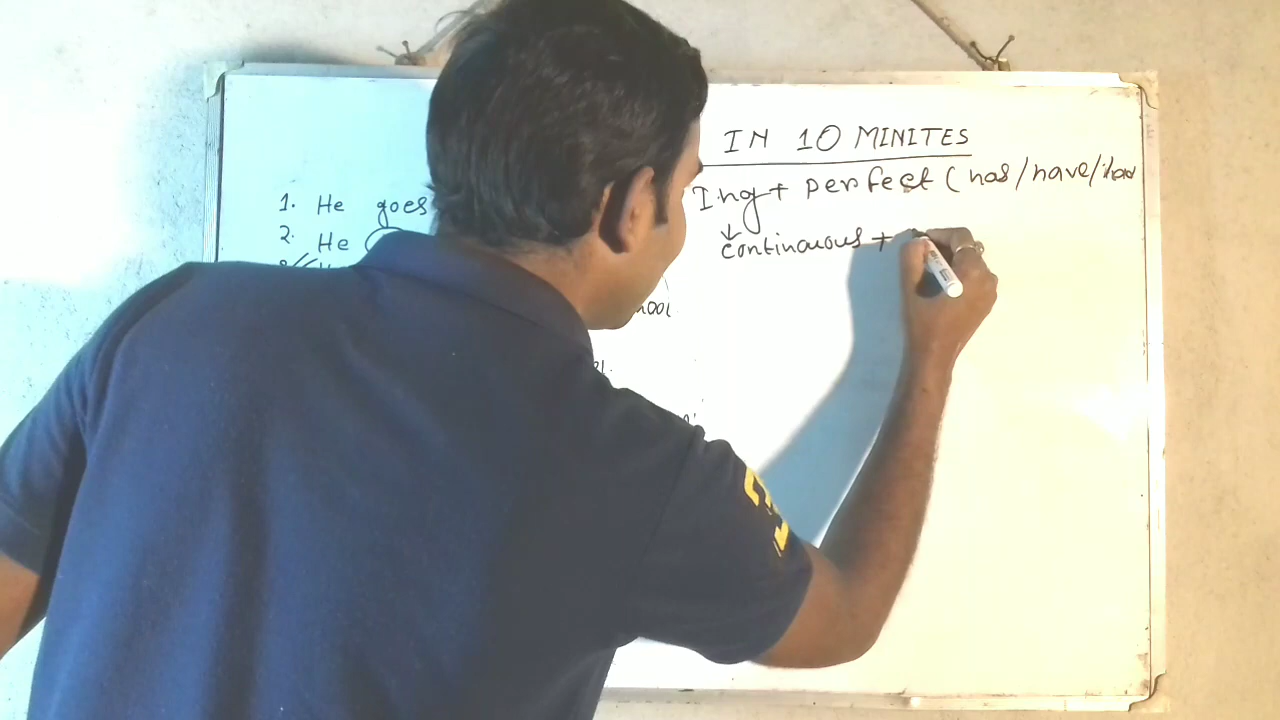 IN 10 MINITES
Ing + perfect (has/have/had
continuous +
1. He goes
2. He